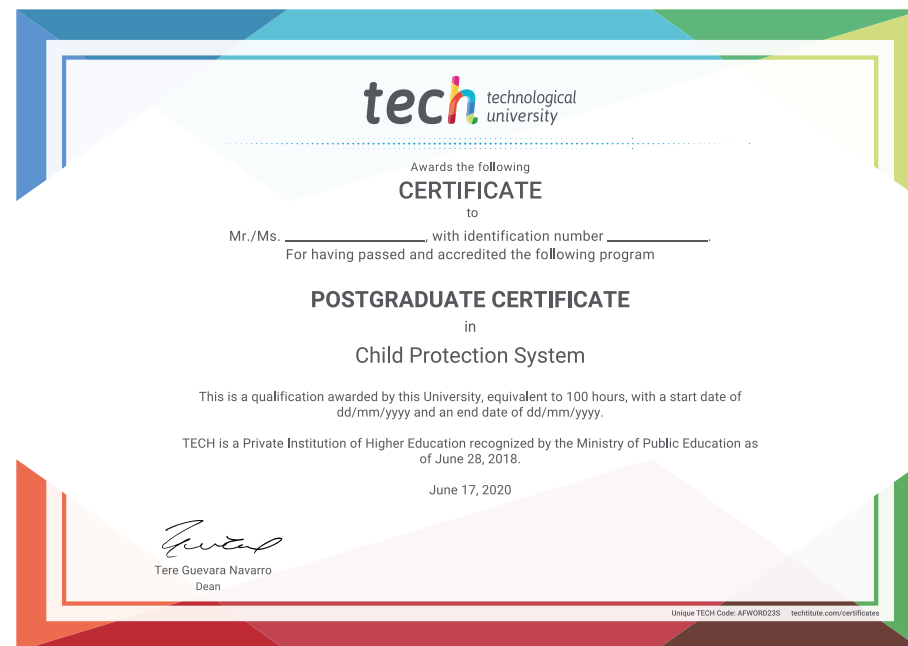 tech technological
university
Awards the following
CERTIFICATE
to
Mr./Ms. ____________, with identification number ____________.
For having passed and accredited the following program
POSTGRADUATE CERTIFICATE
in
Child Protection System
This is a qualification awarded by this University, equivalent to 100 hours, with a start date of
dd/mm/yyyy and an end date of dd/mm/yyyy.
TECH is a Private Institution of Higher Education recognized by the Ministry of Public Education as
of June 28, 2018.
June 17, 2020
Tere Guevara Navarro
Dean
Unique TECH Code: AFWORD23S techtitute.com/certificates